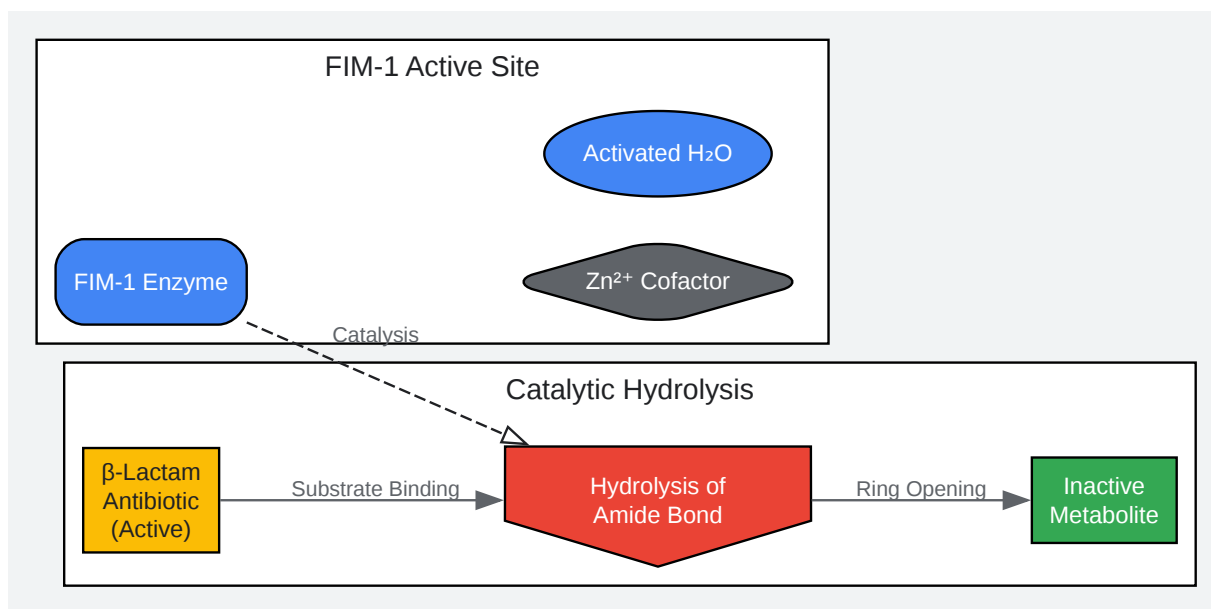 FIM-1 Active Site
Activated H₂O
FIM-1 Enzyme
Zn²⁺ Cofactor
Catalysis
Catalytic Hydrolysis
β-Lactam
Antibiotic
(Active)
Substrate Binding
Hydrolysis of
Amide Bond
Ring Opening
Inactive
Metabolite